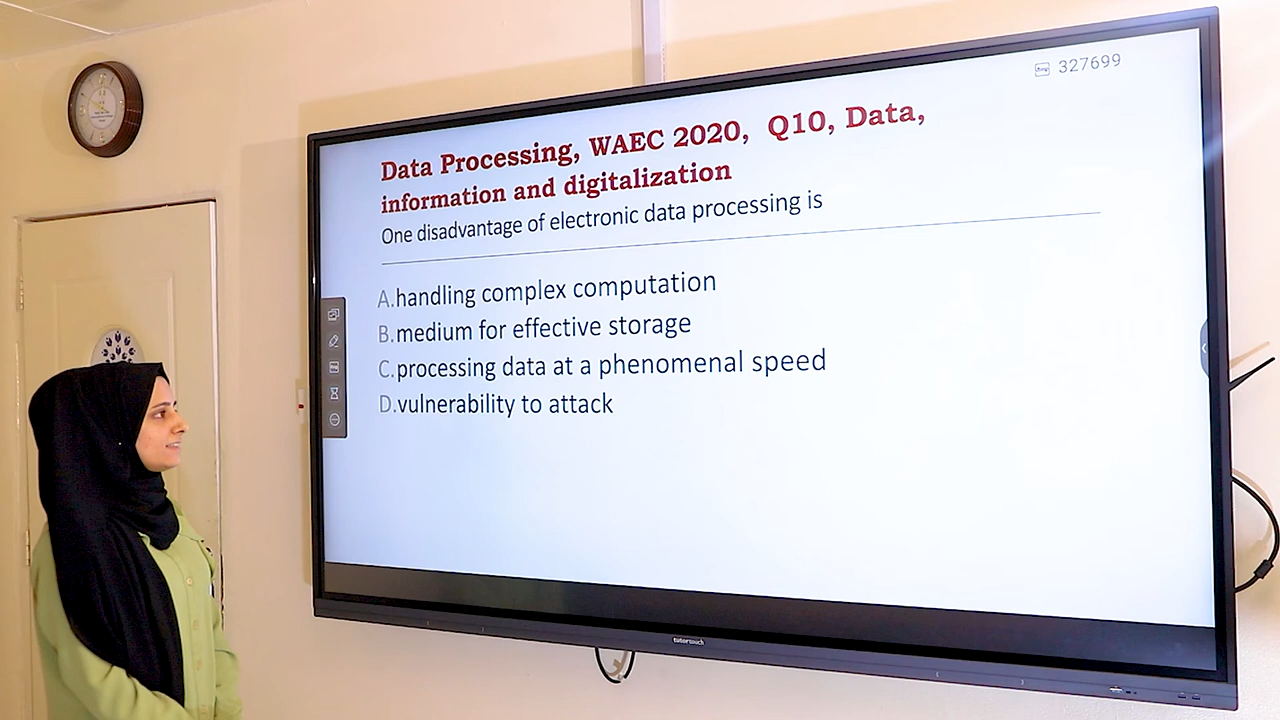 327699
Data Processing, WAEC 2020, Q10, Data,
information and digitalization
One disadvantage of electronic data processing is
A.handling complex computation
B.medium for effective storage
C.processing data at a phenomenal speed
D.vulnerability to attack
tutortouch